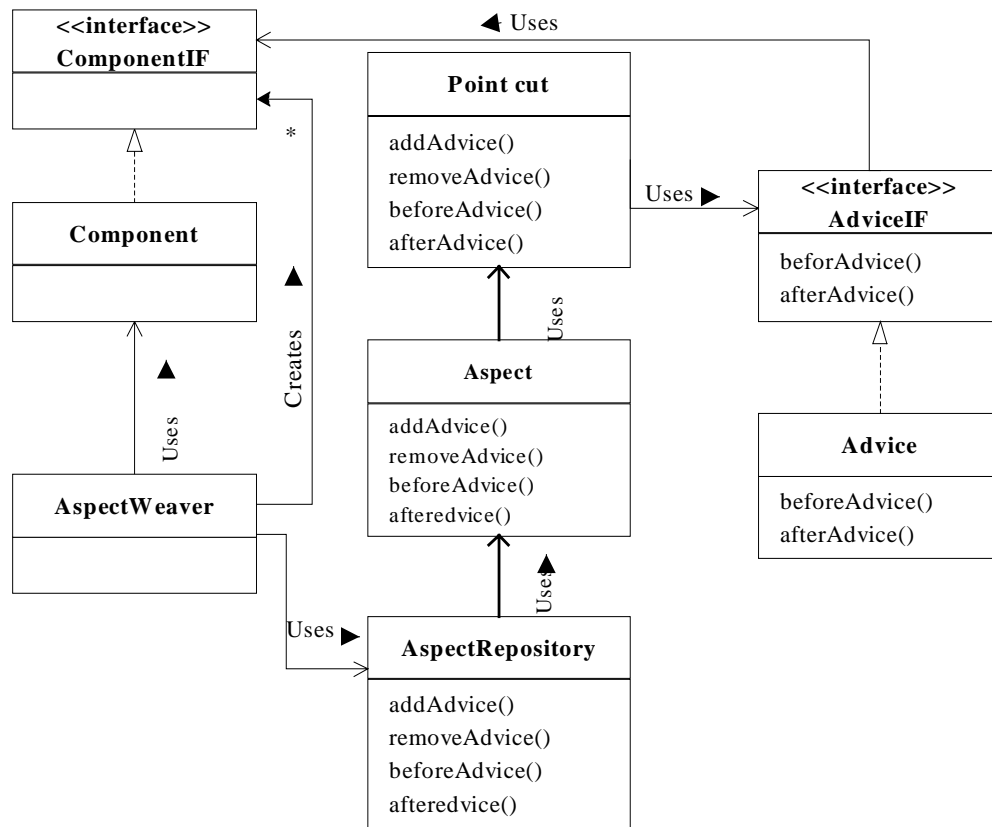 <<interface>>
ComponentIF
Uses
*
Point cut
addAdvice()
removeAdvice()
beforeAdvice()
afterAdvice()
Uses
<<interface>>
AdviceIF
beforAdvice()
afterAdvice()
Component
Creates
Uses
Uses
Aspect
addAdvice()
removeAdvice()
beforeAdvice()
afteredvice()
Advice
beforeAdvice()
afterAdvice()
AspectWeaver
Uses
Uses
AspectRepository
addAdvice()
removeAdvice()
beforeAdvice()
afteredvice()